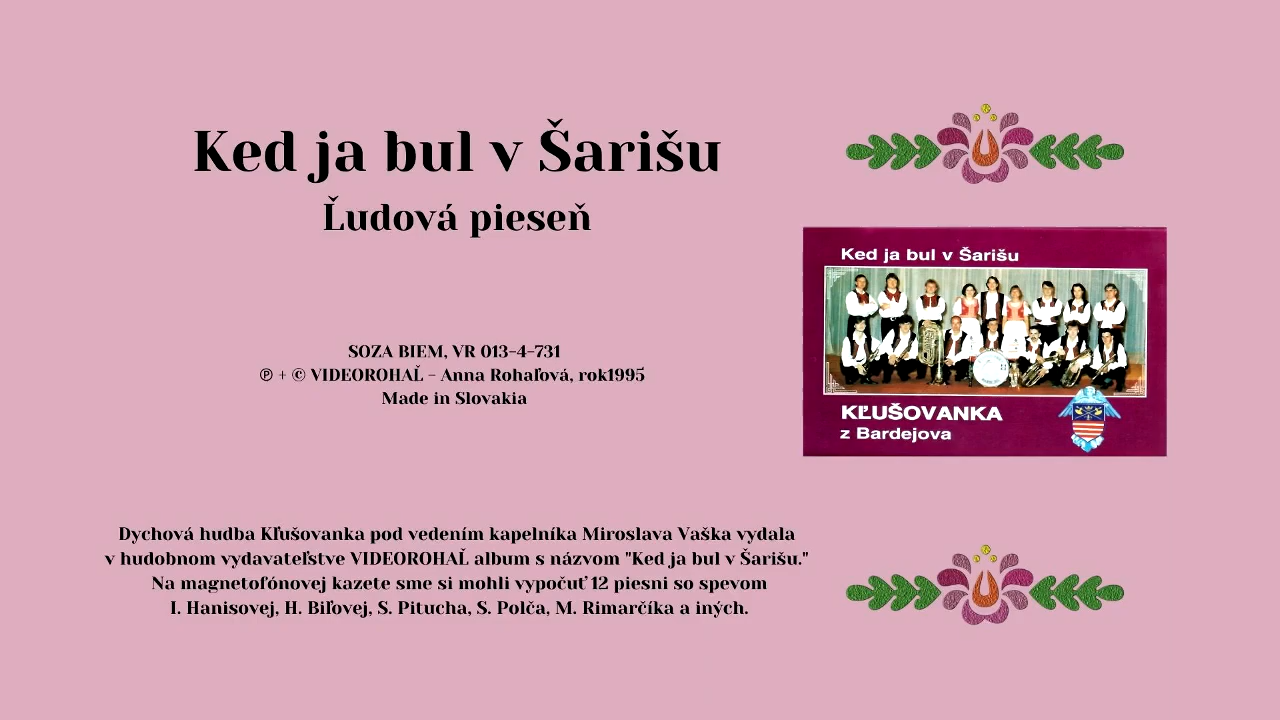 Ked ja bul v Šarišu
Ľudová pieseň
SOZA BIEM, VR 013-4-731
℗ + © VIDEOROHAĽ - Anna Rohaľová, rok1995
Made in Slovakia
Ked ja bul v Šarišu
KĽUŠOVANKA
z Bardejova
Dychová hudba Kľušovanka pod vedením kapelníka Miroslava Vaška vydala
v hudobnom vydavateľstve VIDEOROHAĽ album s názvom "Ked ja bul v Šarišu."
Na magnetofónovej kazete sme si mohli vypočuť 12 piesni so spevom
I. Hanisovej, H. Biľovej, S. Pitucha, S. Polča, M. Rimarčíka a iných.